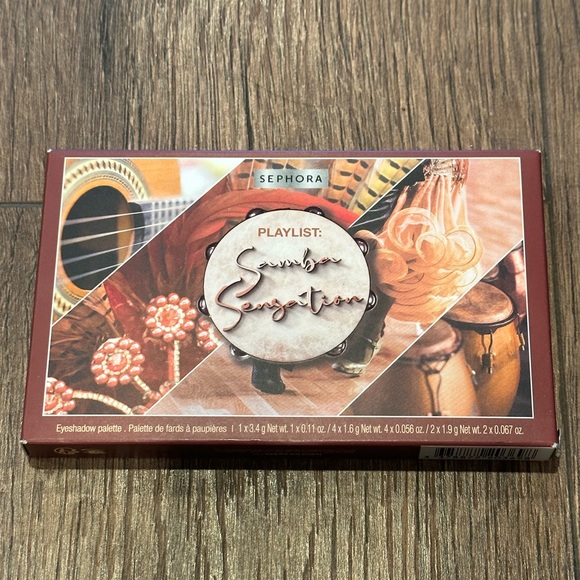 SEPHORA
PLAYLIST:
Samba
Sensation
Eyeshadow palette . Palette de fards à paupières | 1 x 3.4 g Net wt. 1 x 0.11 oz. / 4 x 1.6 g Net wt. 4 x 0.056 oz. / 2 x 1.9 g Net wt. 2 x 0.067 oz.